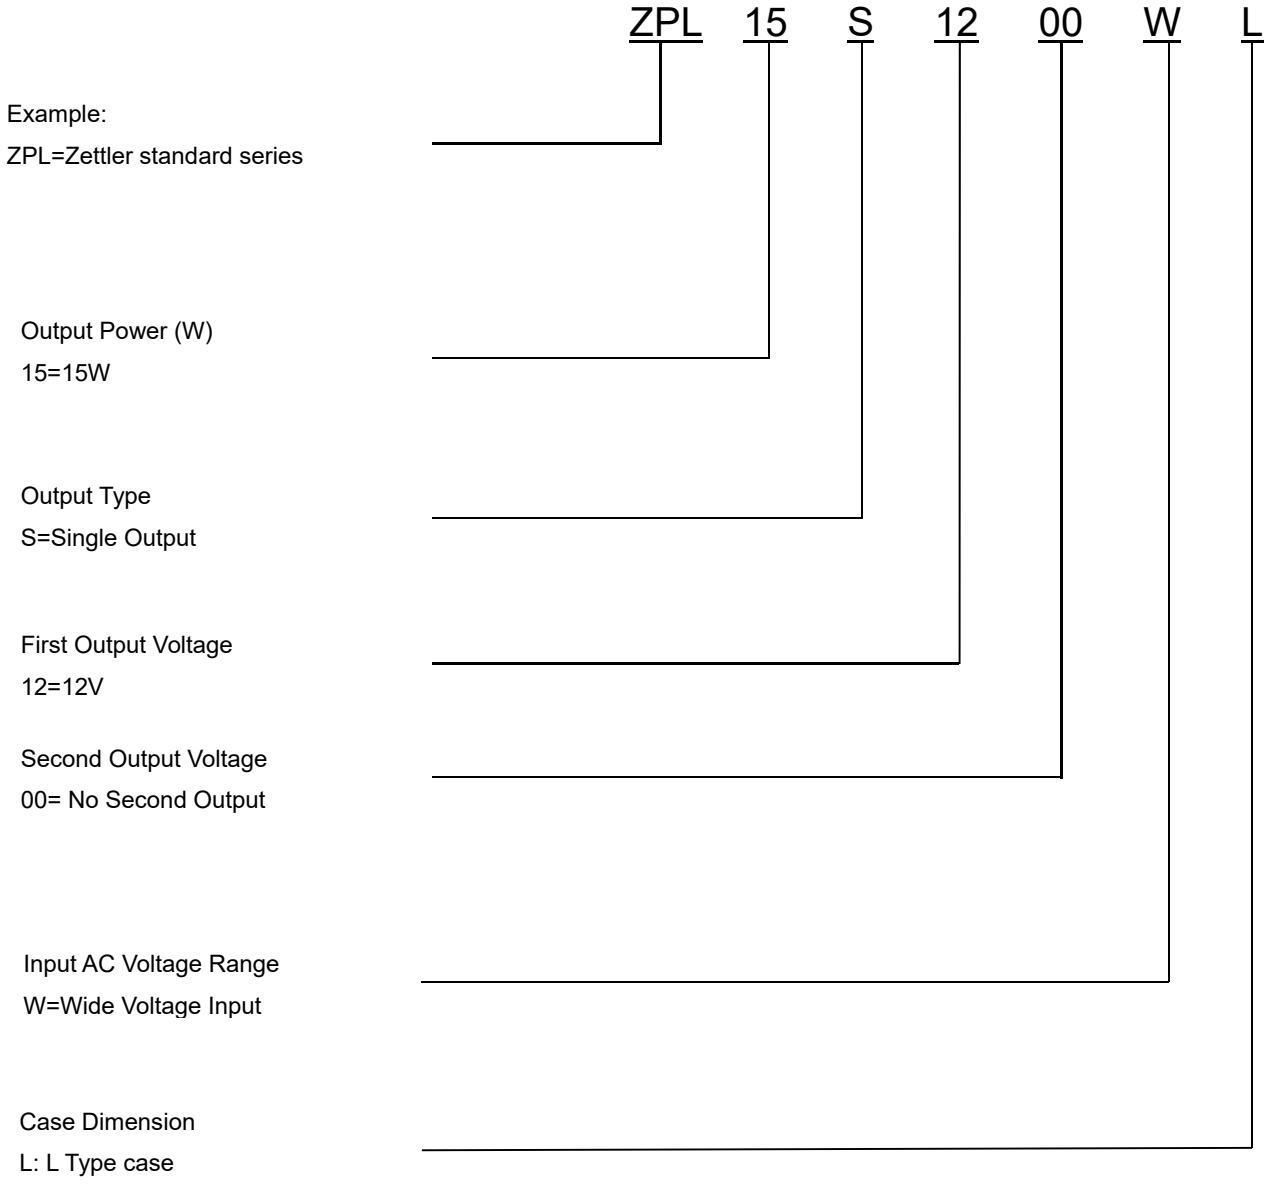 ZPL 15 S 12 00 W L
Example:
ZPL=Zettler standard series
Output Power (W)
15=15W
Output Type
S=Single Output
First Output Voltage
12=12V
Second Output Voltage
00= No Second Output
Input AC Voltage Range
W=Wide Voltage Input
Case Dimension
L: L Type case